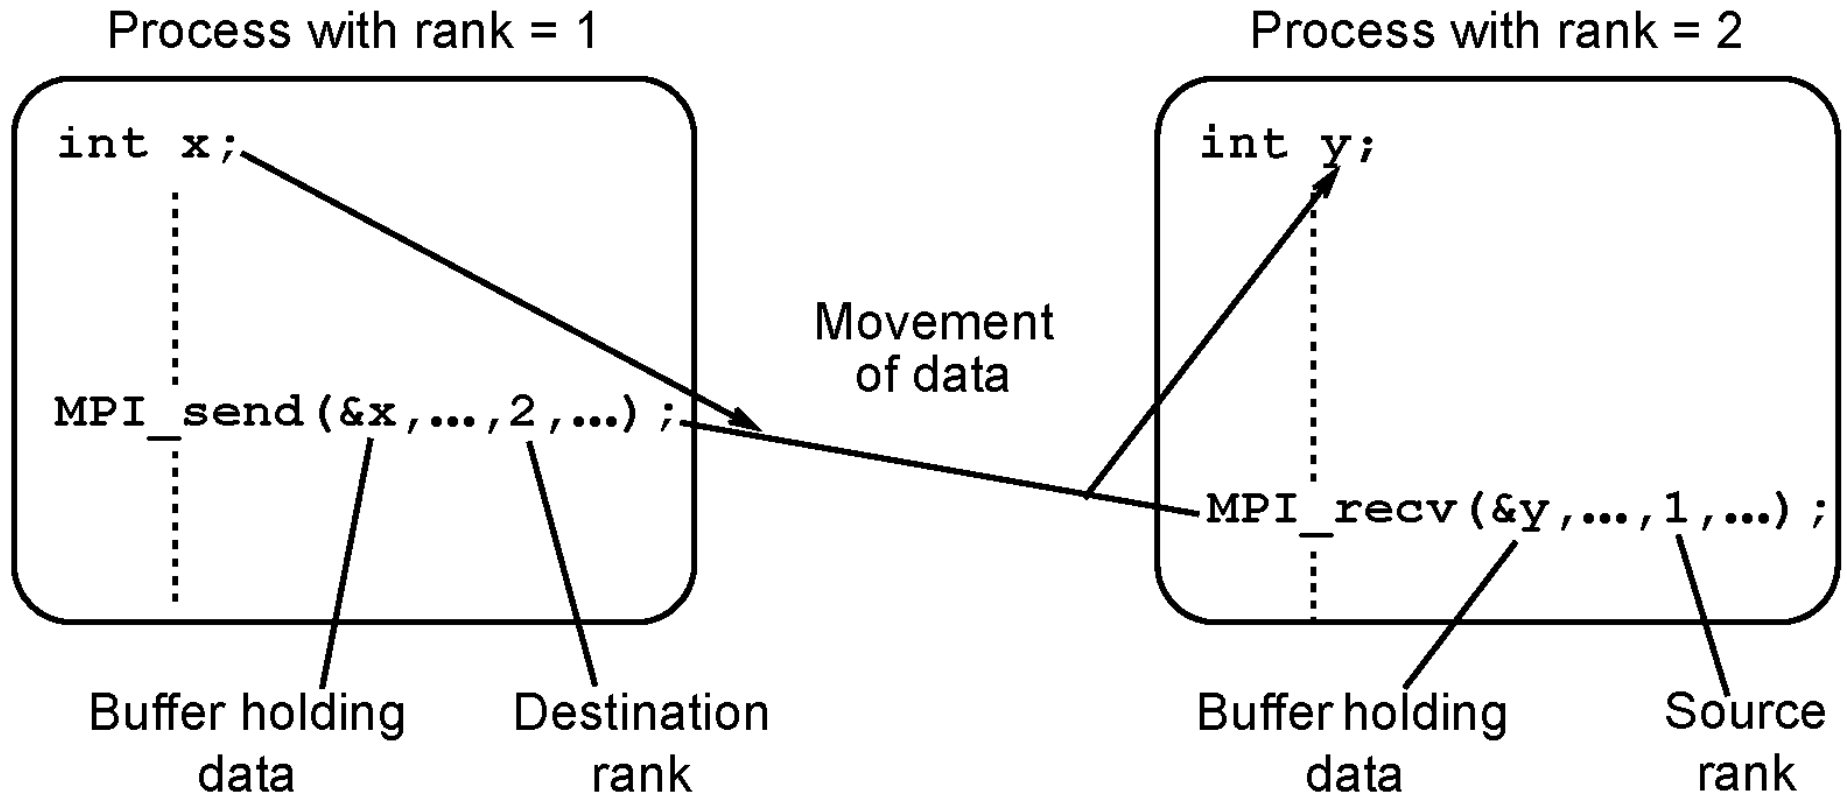 Process with rank = 1
int x;
MPI_send(&x,…,2,…);
Buffer holding
data
Destination
rank
Movement
of data
Process with rank = 2
int y;
MPI_recv(&y,…,1,…);
Buffer holding
data
Source
rank